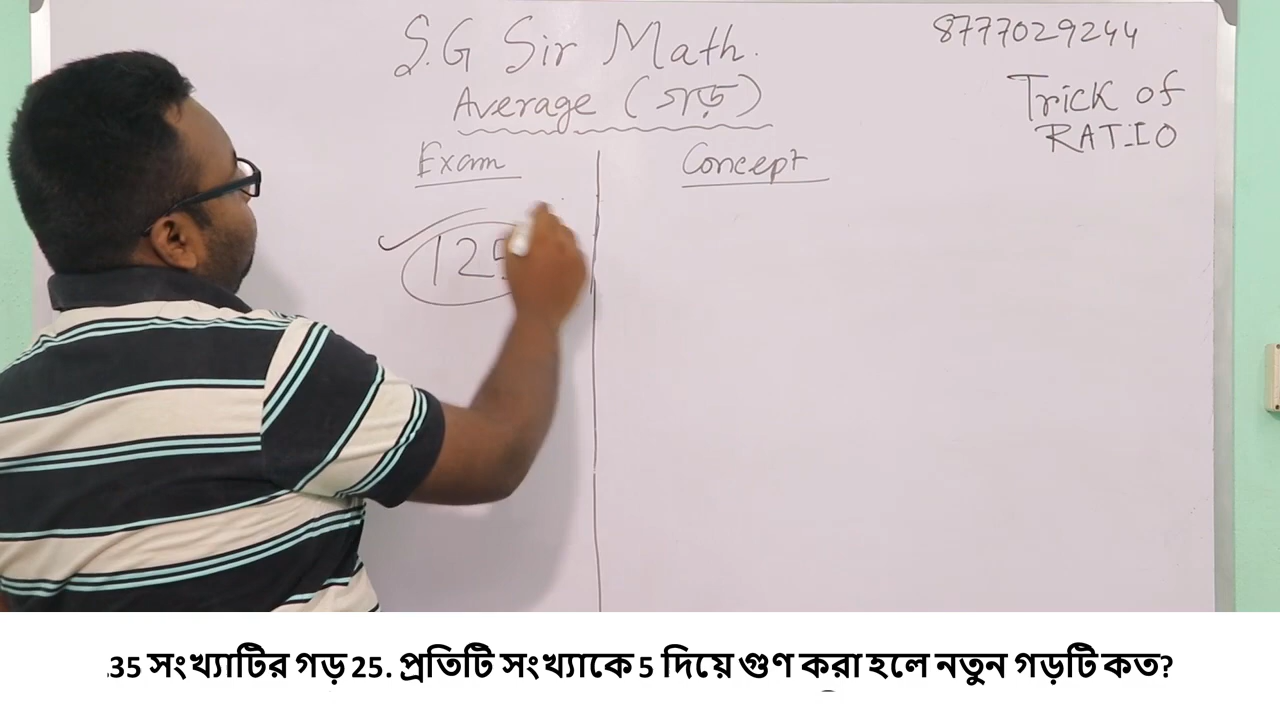 S.G Sir Math.
8777029244
Average (গড়)
Trick of
RATIO
Exam
Concept
125
35 সংখ্যাটির গড় 25. প্রতিটি সংখ্যাকে 5 দিয়ে গুণ করা হলে নতুন গড়টি কত?